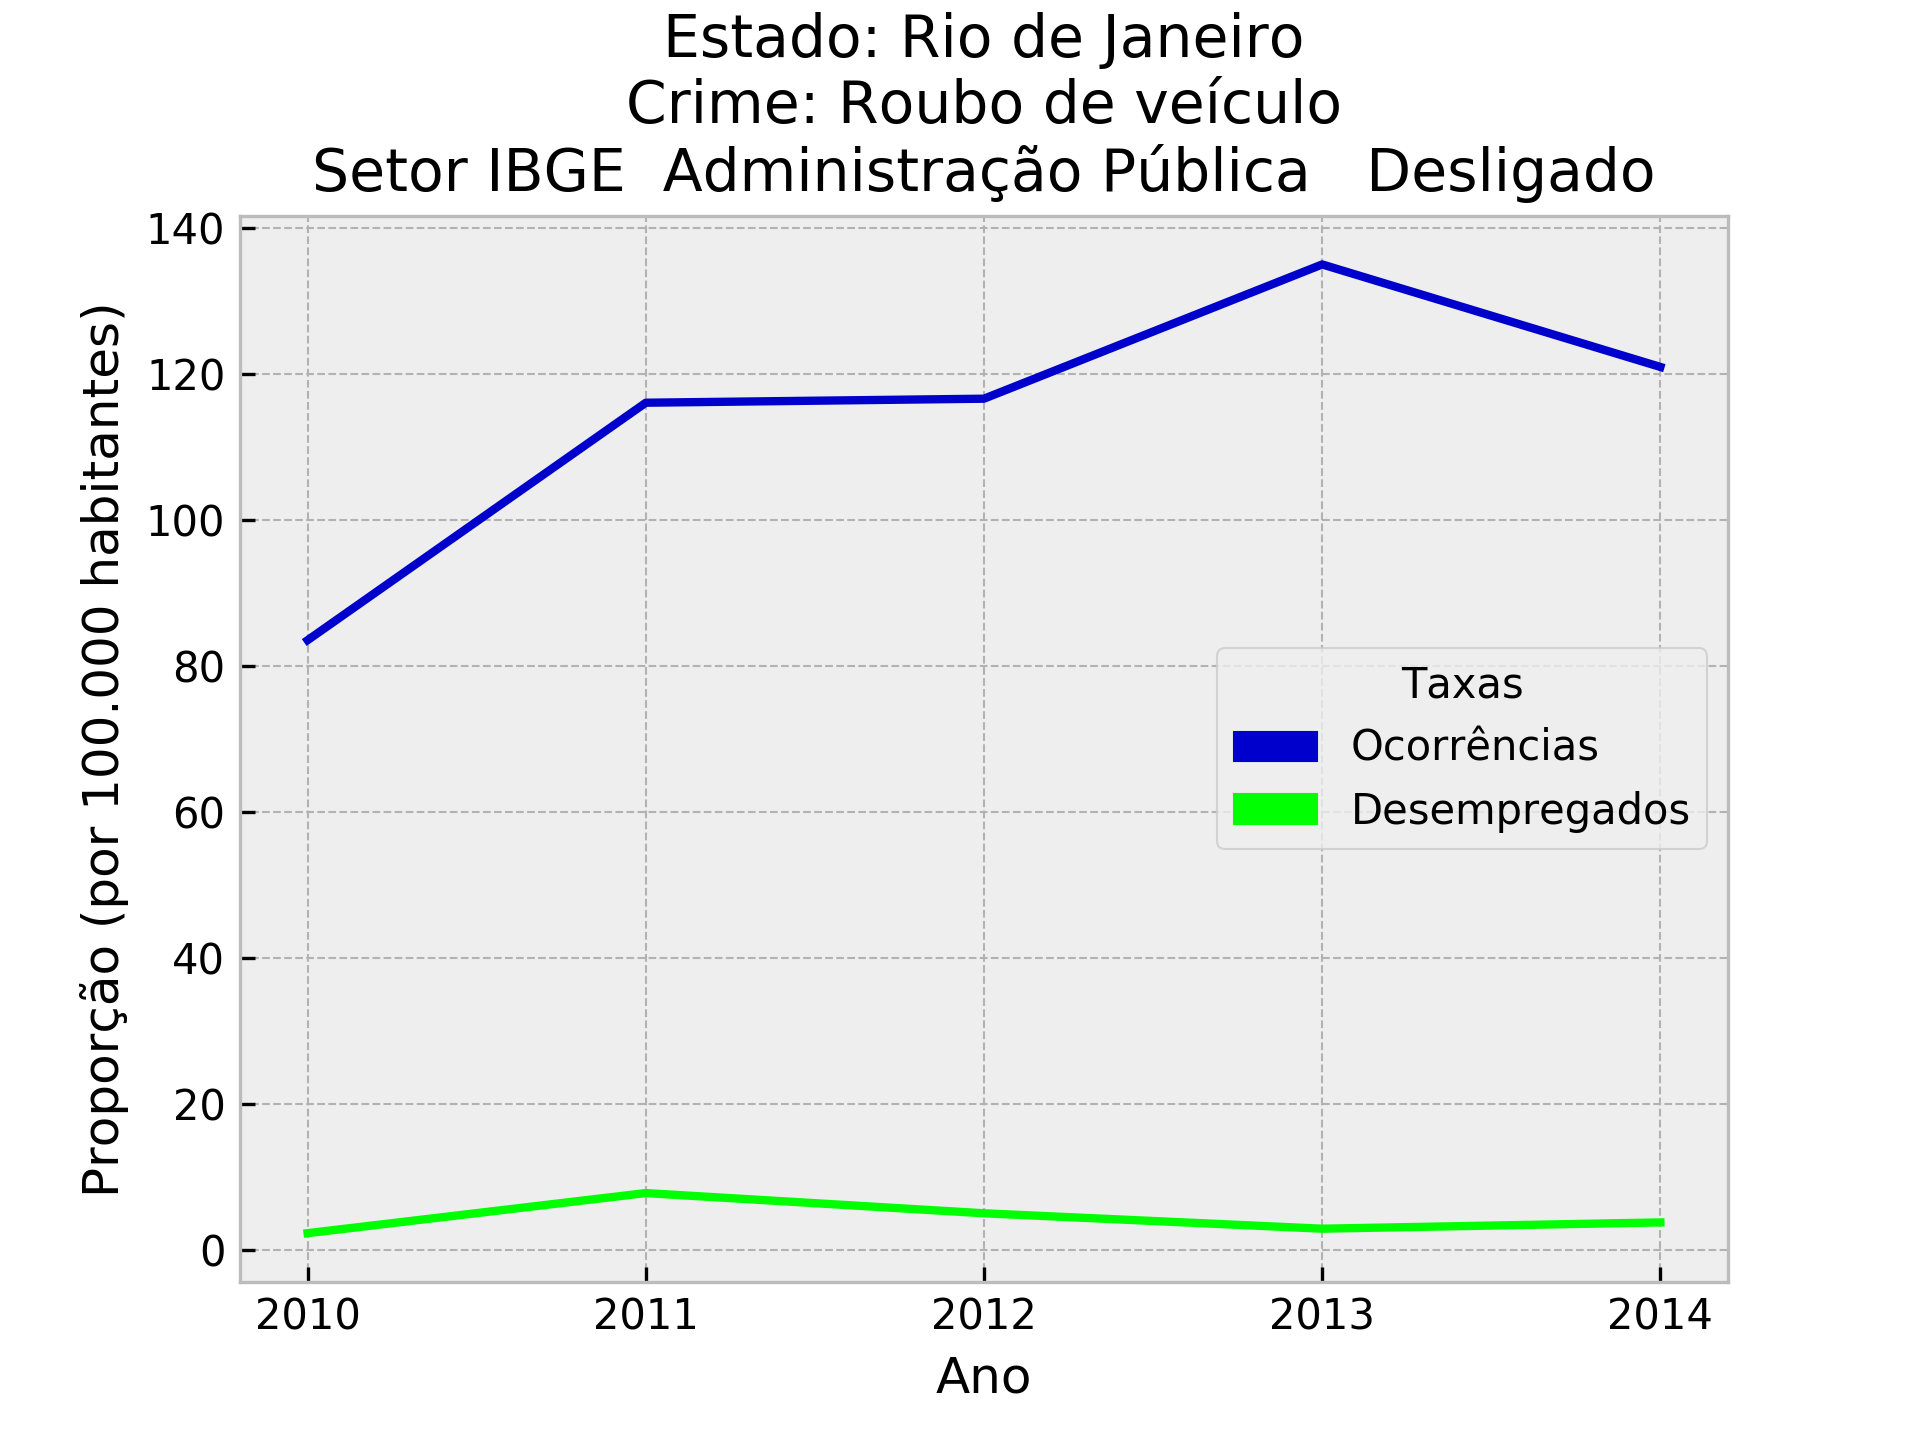 Estado: Rio de Janeiro
Crime: Roubo de veículo
Setor IBGE  Administração Pública   Desligado
Proporção (por 100.000 habitantes)
140
120
100
80
60
40
20
0
Taxas
Ocorrências
Desempregados
2010 2011 2012 2013 2014
Ano